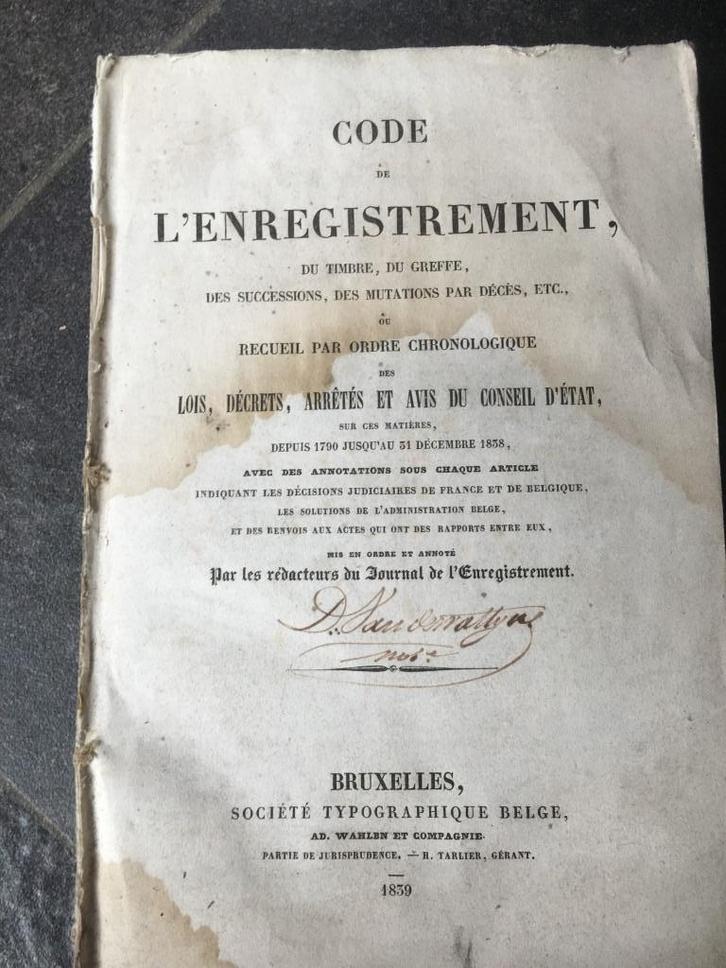 CODE
DE
L'ENREGISTREMENT,
DU TIMBRE, DU GREFFE,
DES SUCCESSIONS, DES MUTATIONS PAR DÉCÈS, ETC.,
OU
RECUEIL PAR ORDRE CHRONOLOGIQUE
DES
LOIS, DÉCRETS, ARRÊTÉS ET AVIS DU CONSEIL D'ÉTAT,
SUR CES MATIÈRES,
DEPUIS 1790 JUSQU'AU 31 DÉCEMBRE 1838,
AVEC DES ANNOTATIONS SOUS CHAQUE ARTICLE
INDIQUANT LES DÉCISIONS JUDICIAIRES DE FRANCE ET DE BELGIQUE,
LES SOLUTIONS DE L'ADMINISTRATION BELGE,
ET DES RENVOIS AUX ACTES QUI ONT DES RAPPORTS ENTRE EUX,
MIS EN ORDRE ET ANNOTÉ
Par les rédacteurs du Journal de l'Enregistrement.
BRUXELLES,
SOCIÉTÉ TYPOGRAPHIQUE BELGE,
AD. WAHLEN ET COMPAGNIE.
PARTIE DE JURISPRUDENCE. — H. TARLIER, GÉRANT.
1839